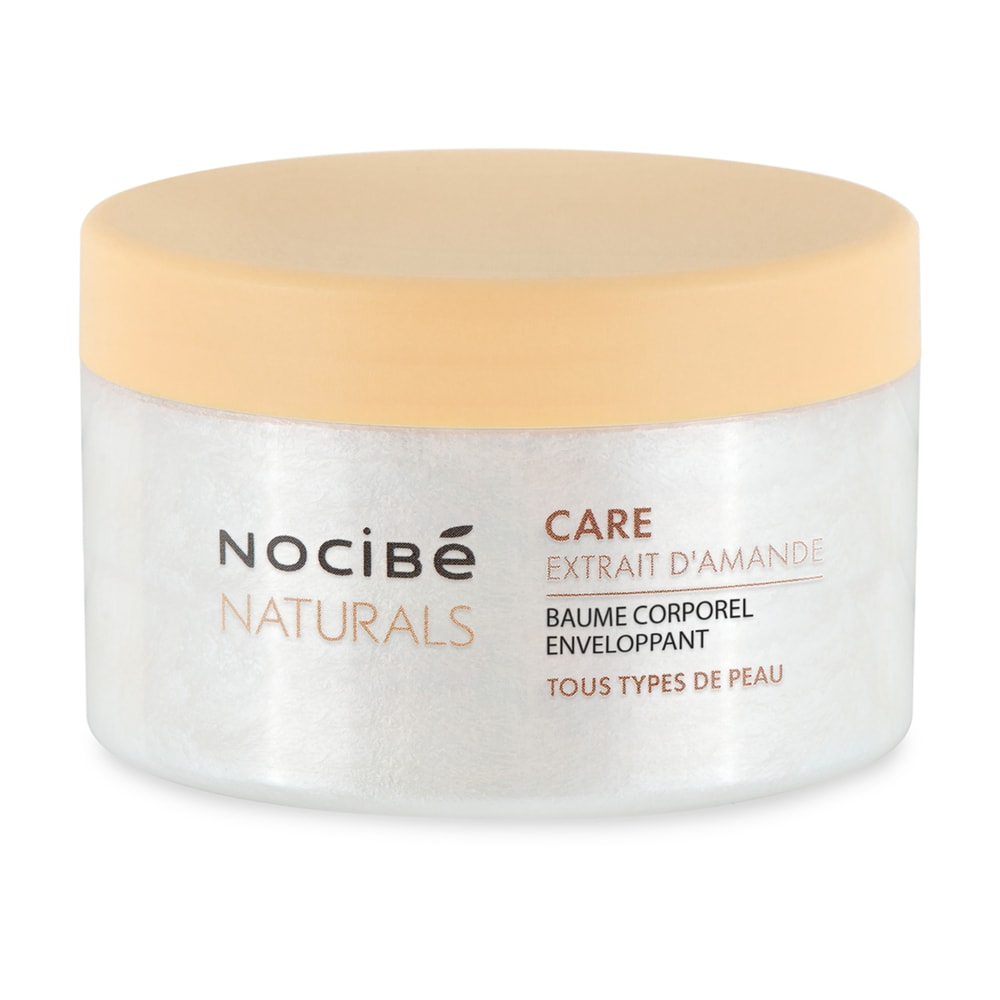 NOCIBÉ
NATURALS
CARE
EXTRAIT D'AMANDE
BAUME CORPOREL
ENVELOPPANT
TOUS TYPES DE PEAU